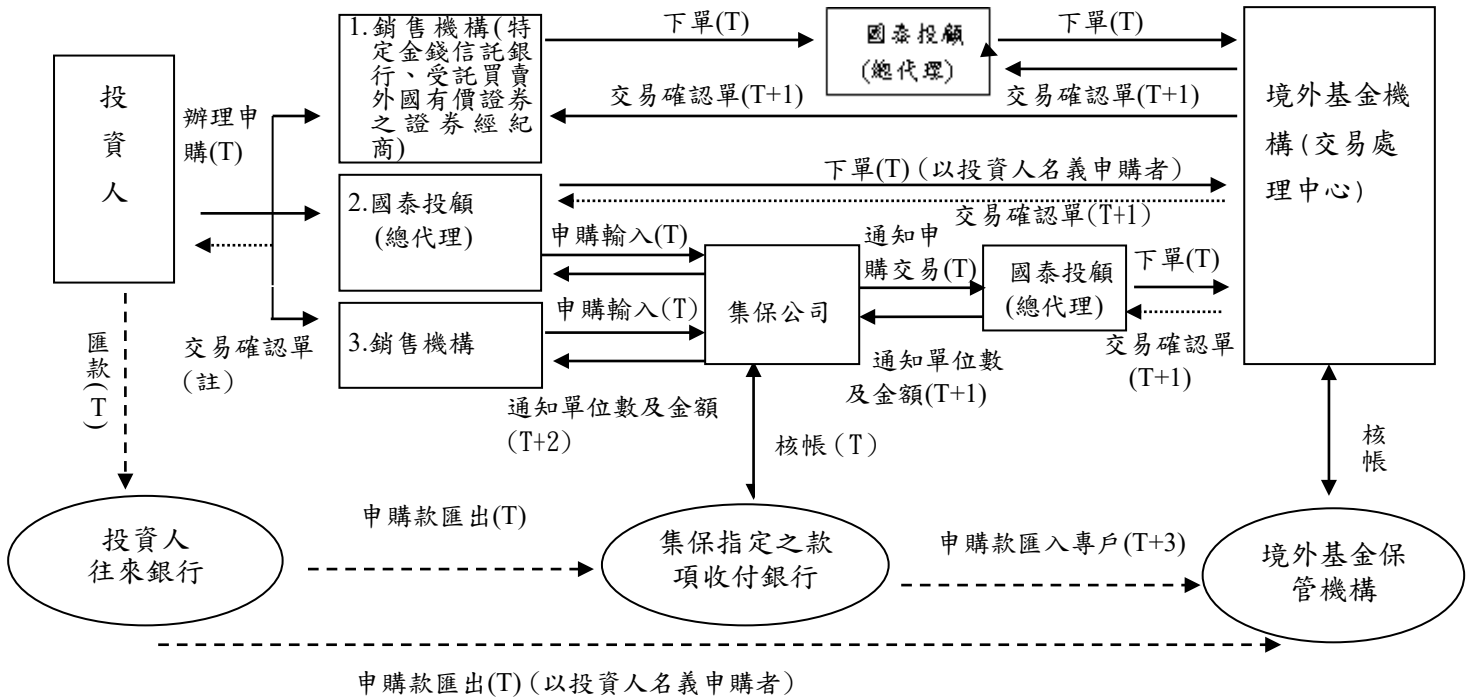 投
資
人
辦理申
購(T)
交易確認單
（註）
匯
款
(T)
1.銷售機構(特
定金錢信託銀
行、受託買賣
外國有價證券
之證券經紀
商)
2.國泰投顧
(總代理)
3.銷售機構
下單(T)
國泰投顧
(總代理)
下單(T)
交易確認單(T+1)
交易確認單(T+1)
下單(T)（以投資人名義申購者）
交易確認單(T+1)
申購輸入(T)
申購輸入(T)
通知單位數及金額
(T+2)
集保公司
通知申
購交易(T)
通知單位數
及金額(T+1)
國泰投顧
(總代理)
下單(T)
交易確認單
(T+1)
境外基金機
構(交易處
理中心)
核帳(T)
核
帳
投資人
往來銀行
申購款匯出(T)
集保指定之款
項收付銀行
申購款匯入專戶(T+3)
境外基金保
管機構
申購款匯出(T)（以投資人名義申購者）